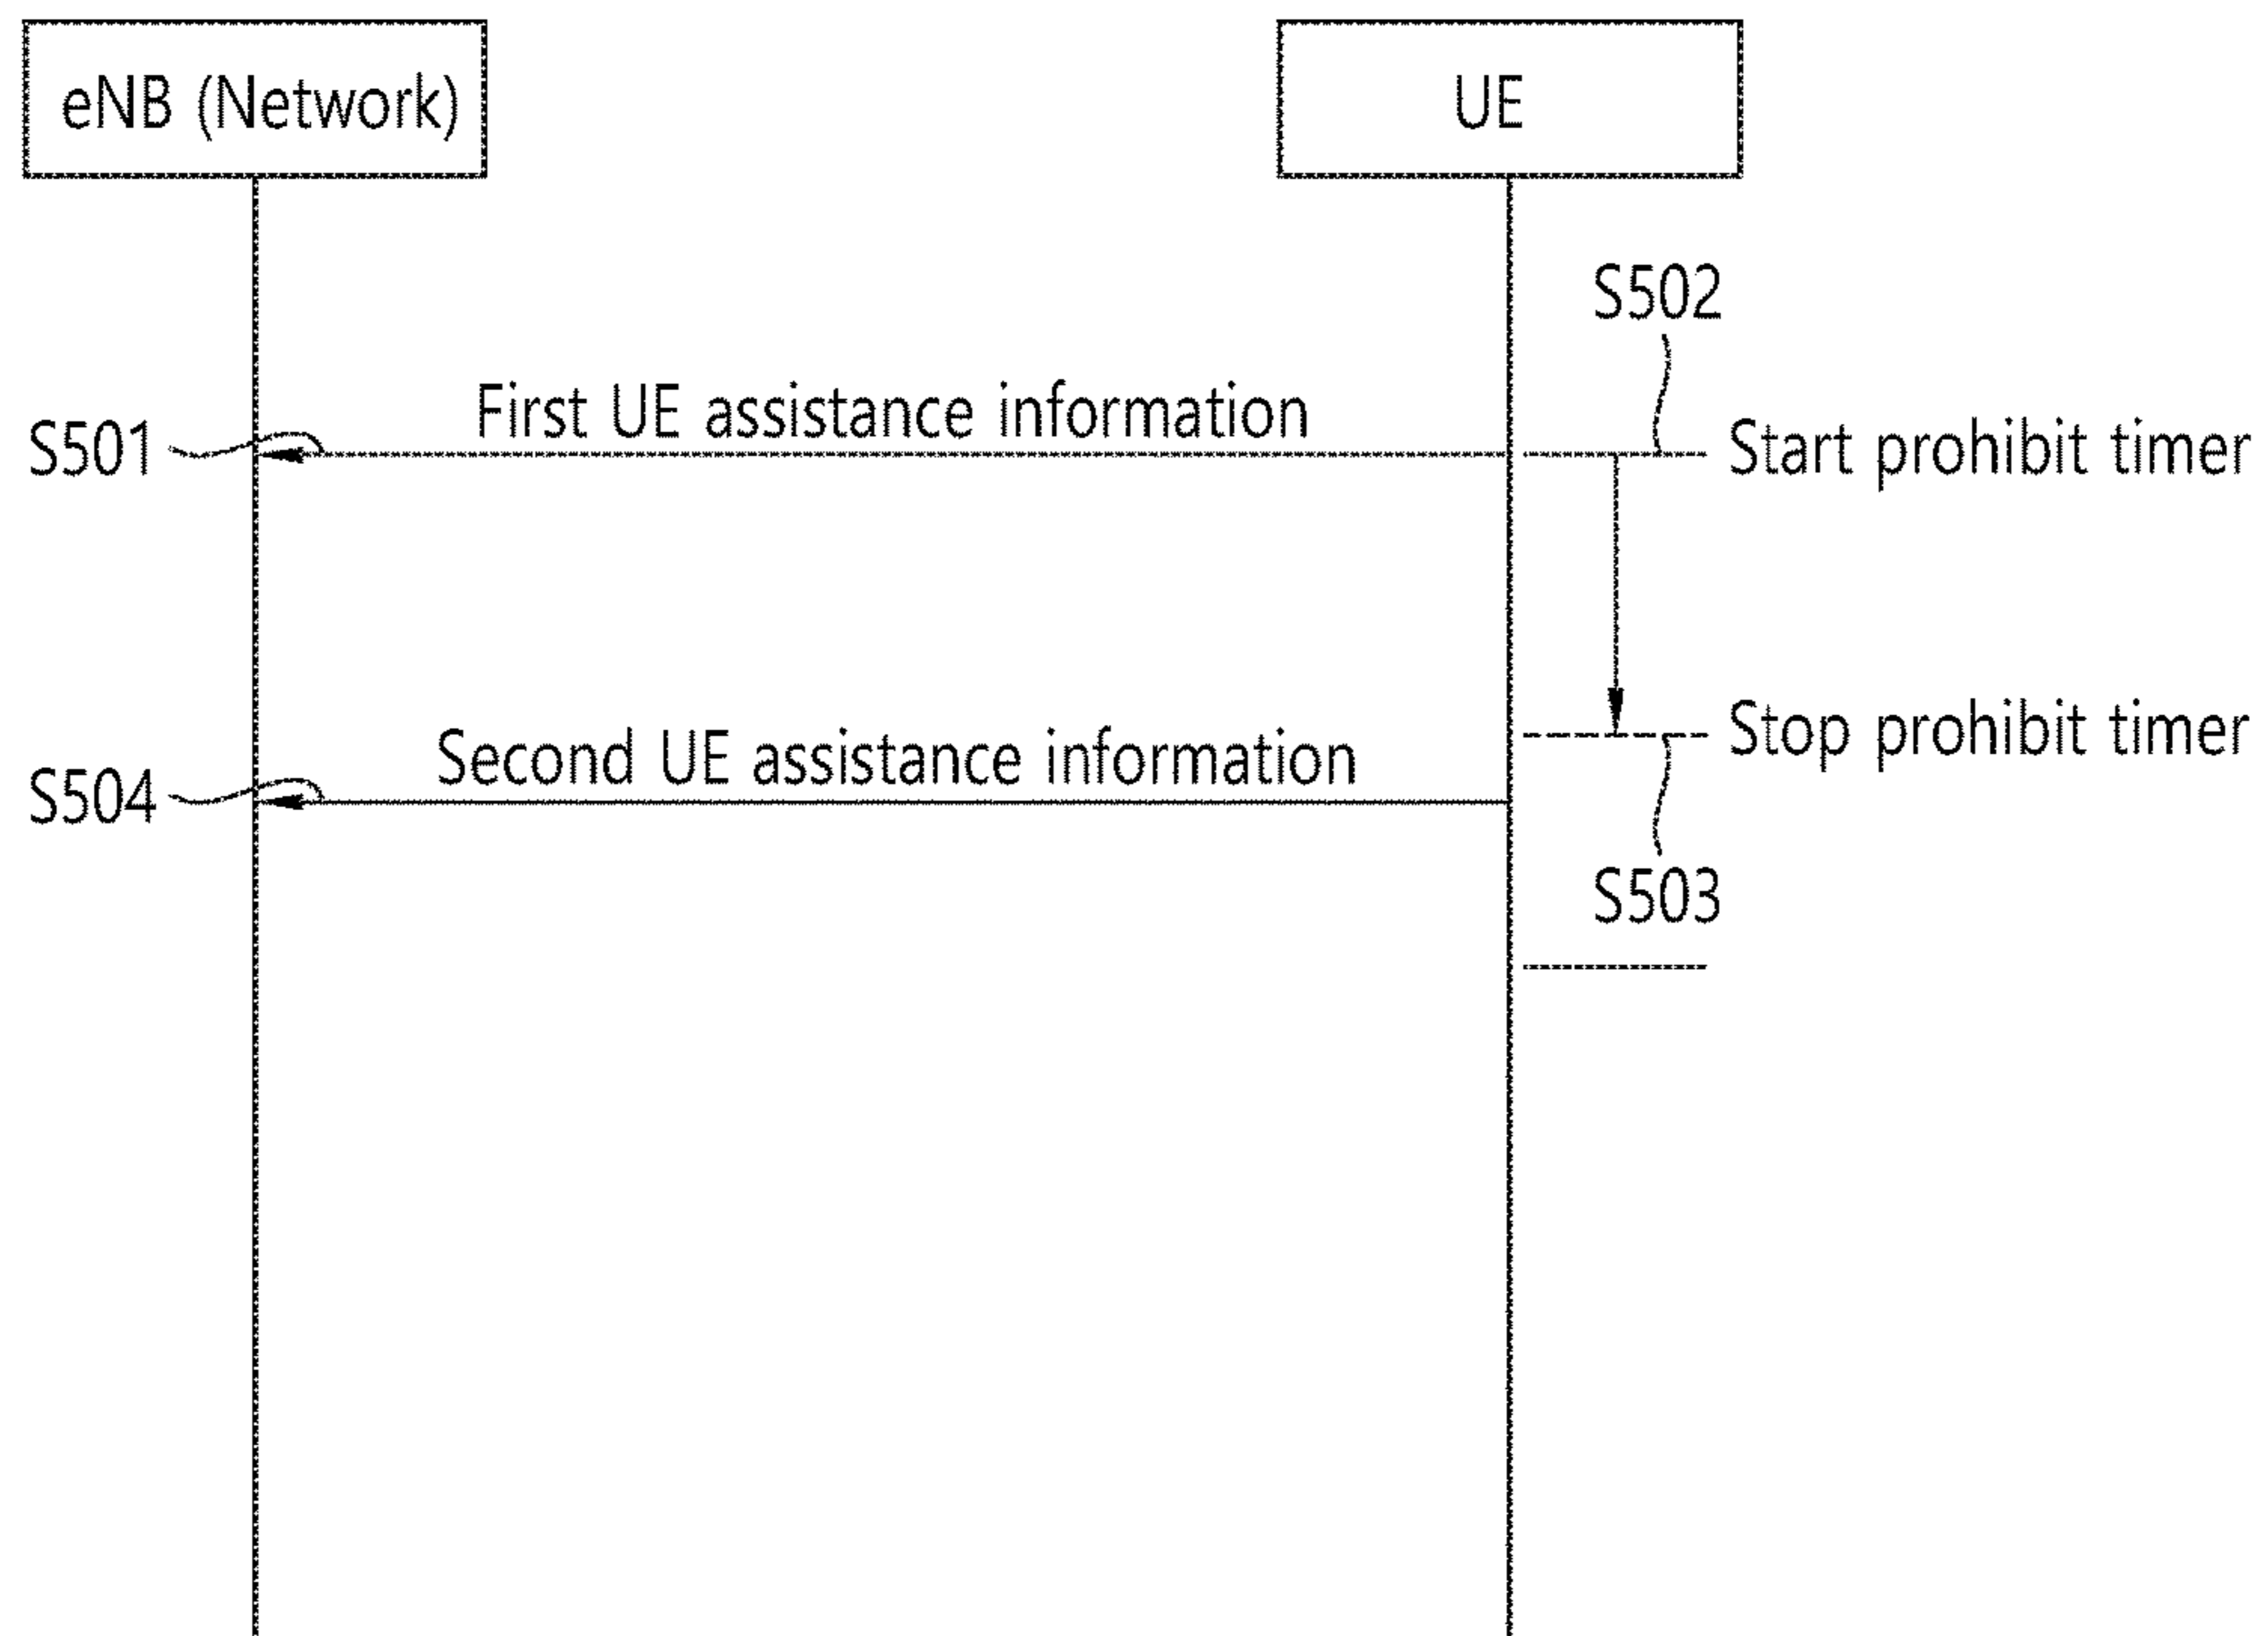 eNB (Network)
UE
S502
First UE assistance information
S501
Start prohibit timer
Stop prohibit timer
Second UE assistance information
S504
S503